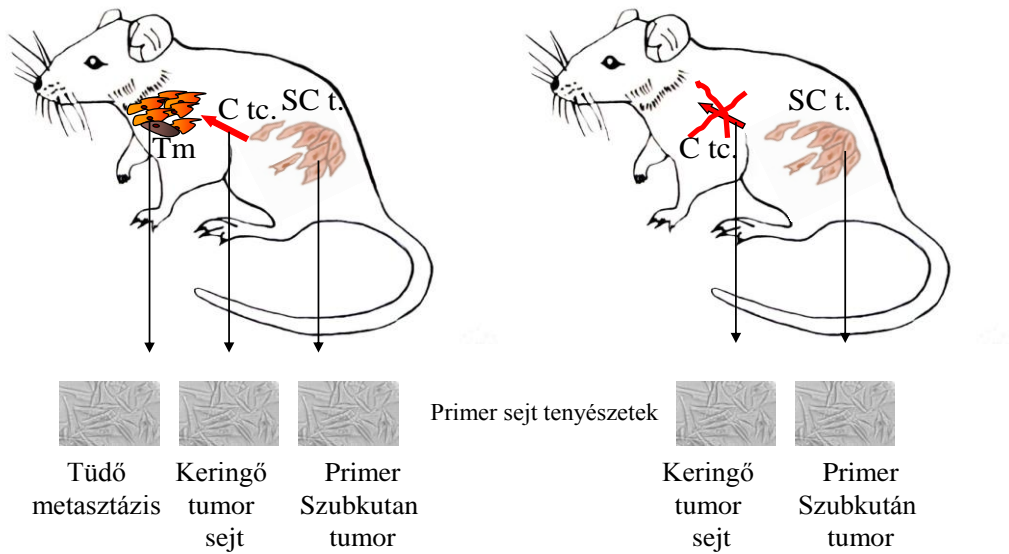 C tc.
SC t.
Tm
SC t.
C tc.
Primer sejt tenyészetek
Tüdő
metasztázis
Keringő
tumor
sejt
Primer
Szubkutan
tumor
Keringő
tumor
sejt
Primer
Szubkután
tumor